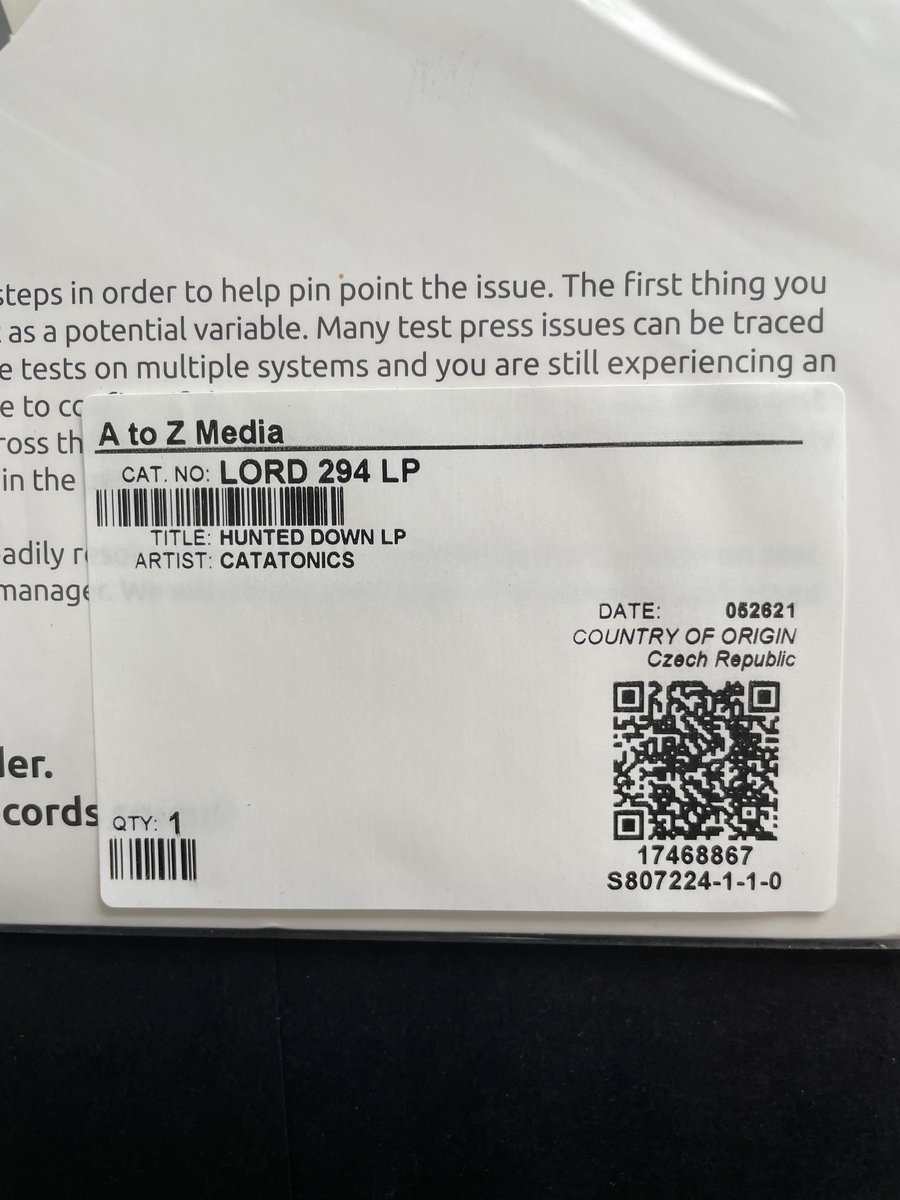 steps in order to help pin point the issue. The first thing you
as a potential variable. Many test press issues can be traced
e tests on multiple systems and you are still experiencing an
e to
ross th
in the
adily
manager.
A to Z Media
CAT. NO: LORD 294 LP
TITLE: HUNTED DOWN LP
ARTIST: CATATONICS
DATE: 052621
COUNTRY OF ORIGIN
Czech Republic
ler.
cords
QTY: 1
17468867
S807224-1-1-0